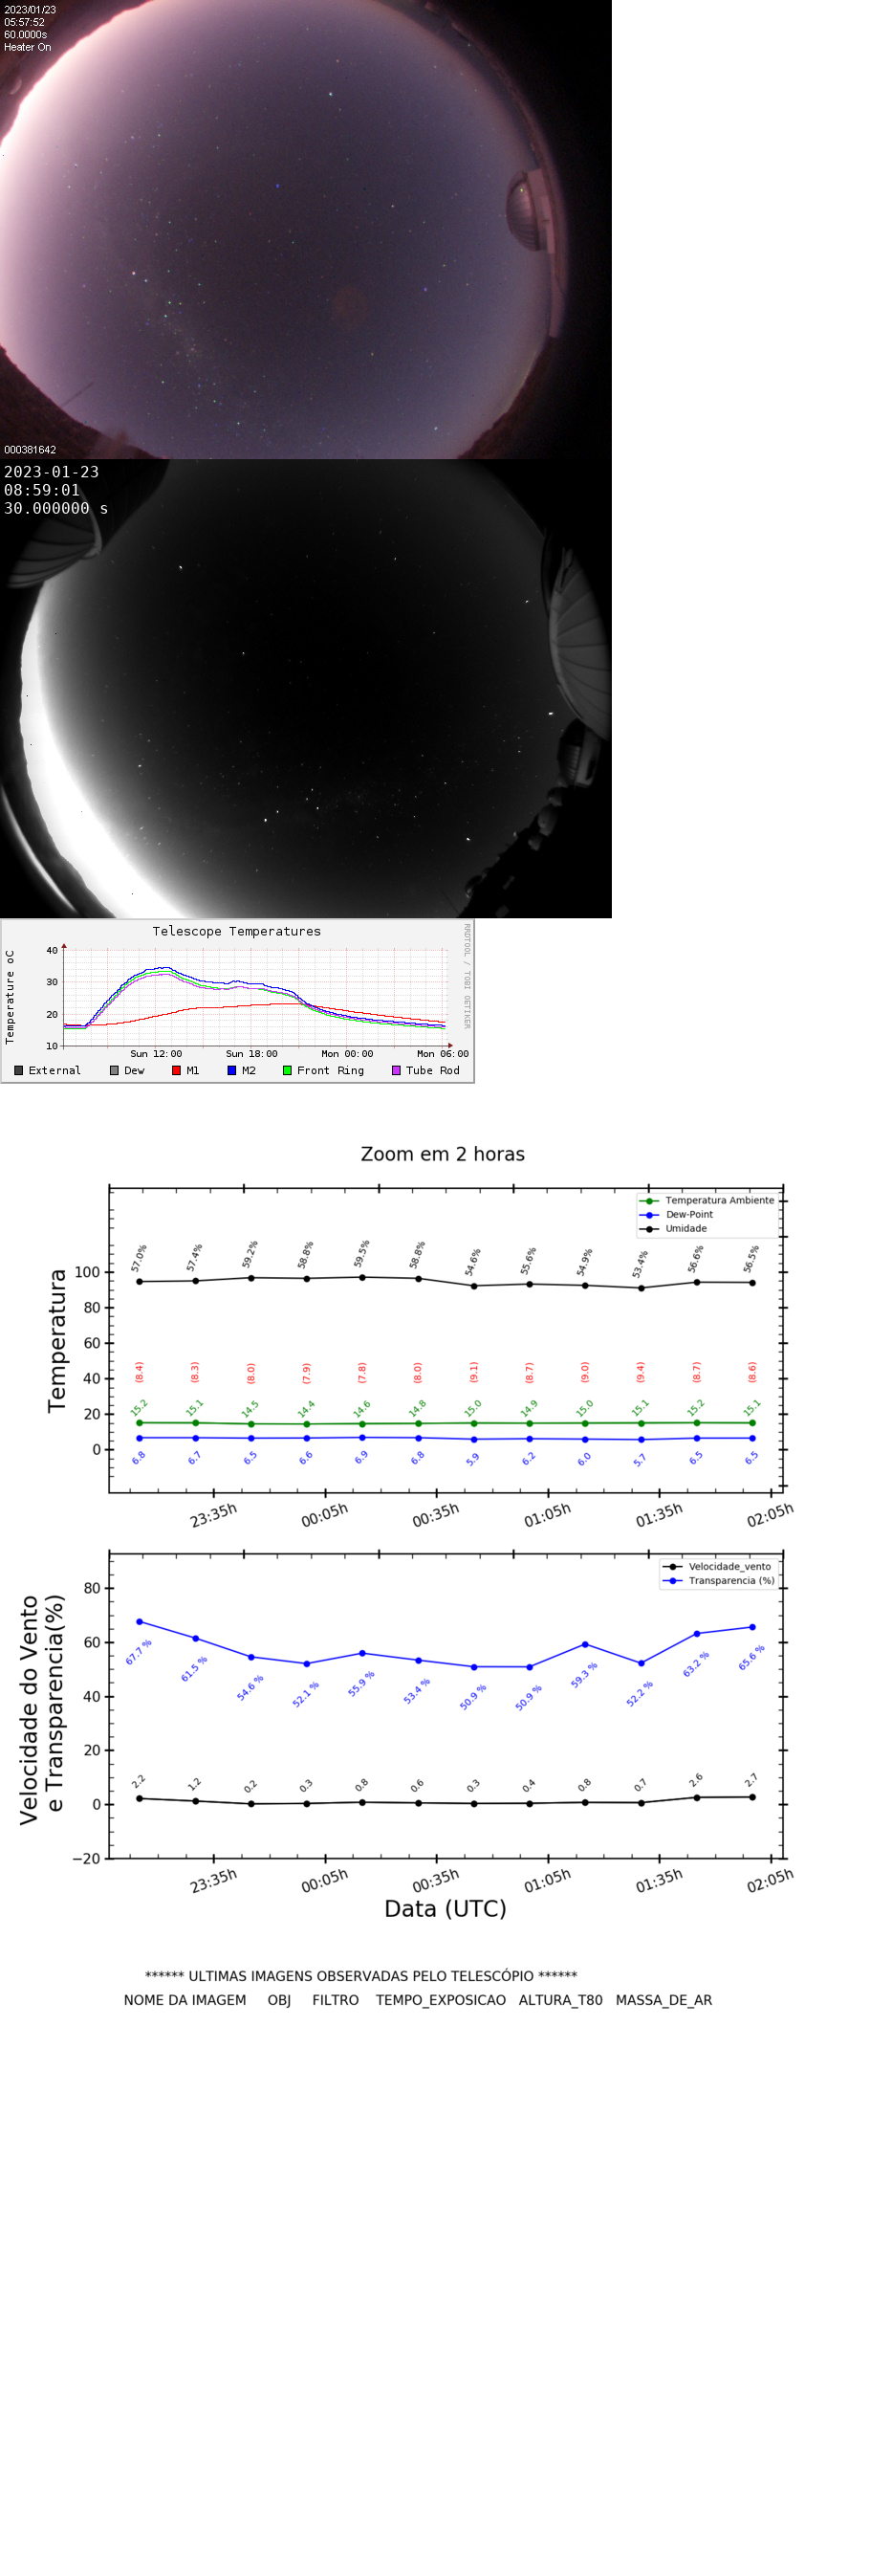 2023/01/23
05:57:52
60.0000s
Heater On
000381642
2023-01-23
08:59:01
30.000000 s
Telescope Temperatures
RRDTOOL / TOBI OETIKER
Temperature oC
40
30
20
10
Sun 12:00 Sun 18:00 Mon 00:00 Mon 06:00
External Dew M1 M2 Front Ring Tube Rod
Zoom em 2 horas
Temperatura Ambiente
Dew-Point
Umidade
Temperatura
100
80
60
40
20
0
57.0% 57.4% 59.2% 58.8% 59.5% 58.8% 54.6% 55.6% 54.9% 53.4% 56.6% 56.5%
(8.4) (8.3) (8.0) (7.9) (7.8) (8.0) (9.1) (8.7) (9.0) (9.4) (8.7) (8.6)
15.2 15.1 14.5 14.4 14.6 14.8 15.0 14.9 15.0 15.1 15.2 15.1
6.8 6.7 6.5 6.6 6.9 6.8 5.9 6.2 6.0 5.7 6.5 6.5
23:35h 00:05h 00:35h 01:05h 01:35h 02:05h
Velocidade_vento
Transparencia (%)
Velocidade do Vento
e Transparencia(%)
80
60
40
20
0
−20
67.7 % 61.5 % 54.6 % 52.1 % 55.9 % 53.4 % 50.9 % 50.9 % 59.3 % 52.2 % 63.2 % 65.6 %
2.2 1.2 0.2 0.3 0.8 0.6 0.3 0.4 0.8 0.7 2.6 2.7
23:35h 00:05h 00:35h 01:05h 01:35h 02:05h
Data (UTC)
****** ULTIMAS IMAGENS OBSERVADAS PELO TELESCÓPIO ******
NOME DA IMAGEM OBJ FILTRO TEMPO_EXPOSICAO ALTURA_T80 MASSA_DE_AR